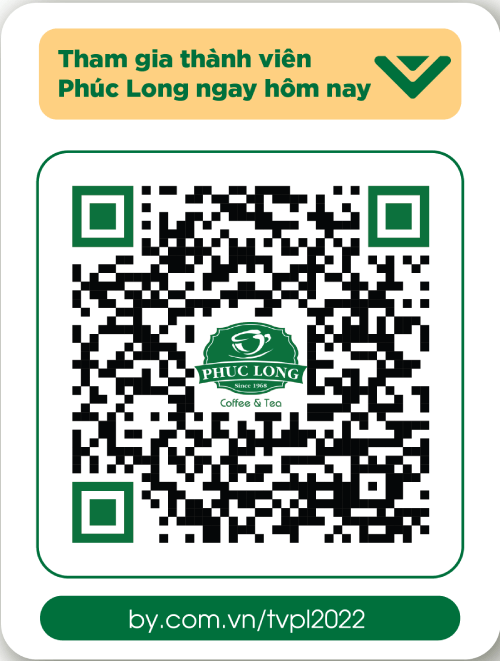 Tham gia thành viên
Phúc Long ngay hôm nay
PHUC LONG
Since 1968
Coffee & Tea
by.com.vn/tvpl2022